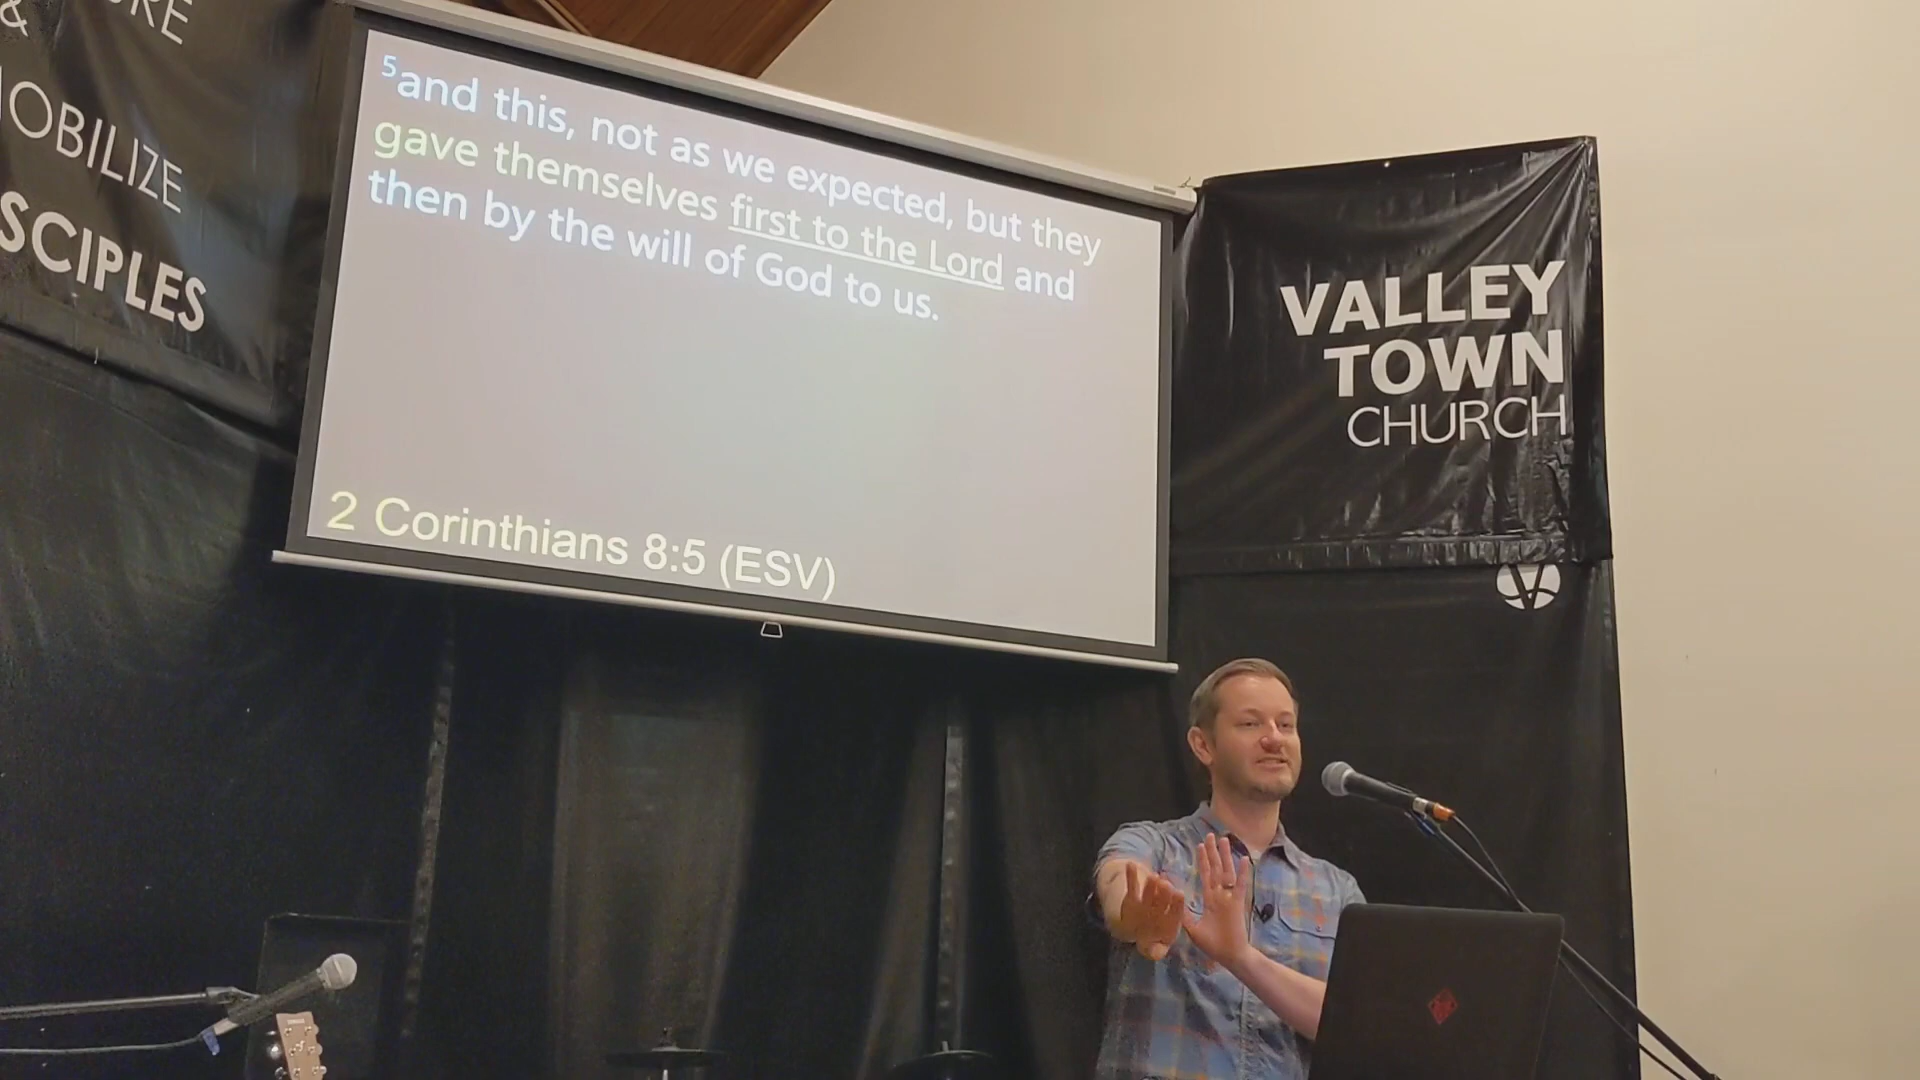 &
OBILIZE
SCIPLES
5and this, not as we expected, but they
gave themselves first to the Lord and
then by the will of God to us.
2 Corinthians 8:5 (ESV)
VALLEY
TOWN
CHURCH